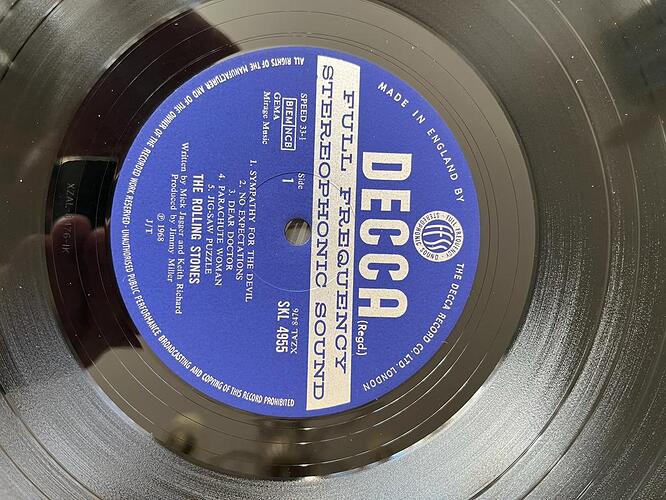 MADE IN ENGLAND BY
THE DECCA RECORD CO LTD. LONDON
FULL FREQUENCY
STEREOPHONIC
SOUND
ffss
DECCA
(Regd.)
FULL FREQUENCY
STEREOPHONIC SOUND
SPEED 33⅓
BIEM NCB
GEMA
Mirage Music
Side
1
XZAL. 8476
SKL 4955
1. SYMPATHY FOR THE DEVIL
2. NO EXPECTATIONS
3. DEAR DOCTOR
4. PARACHUTE WOMAN
5. JIG-SAW PUZZLE
THE ROLLING STONES
Written by Mick Jagger and Keith Richard
Produced by Jimmy Miller
℗ 1968
J/T
ALL RIGHTS OF THE MANUFACTURER AND OF THE OWNER OF THE RECORDED WORK RESERVED · UNAUTHORISED PUBLIC PERFORMANCE BROADCASTING AND COPYING OF THIS RECORD PROHIBITED